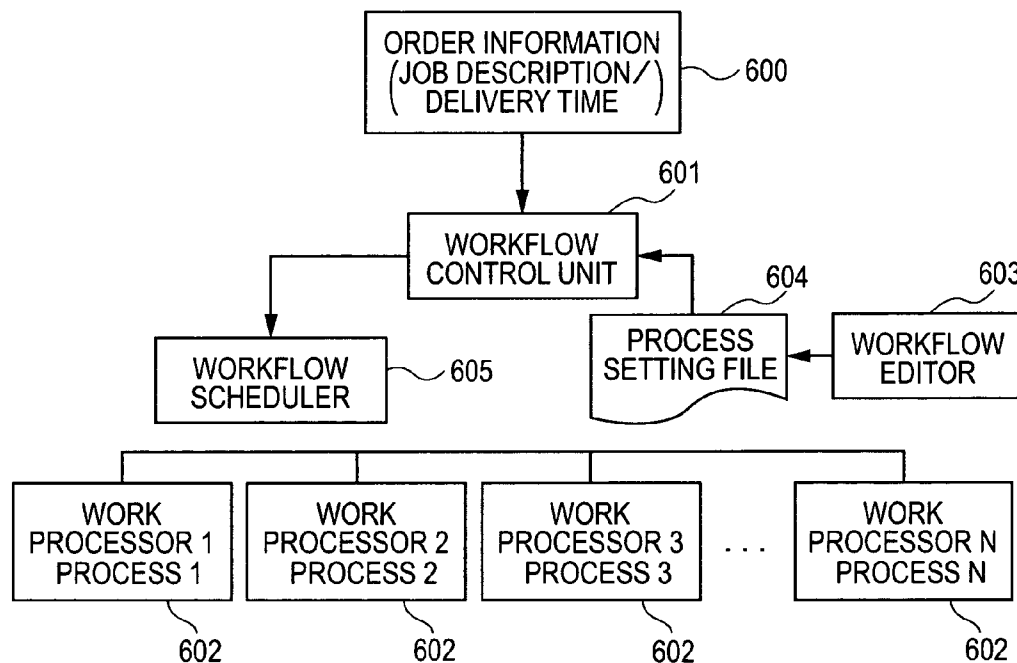 ORDER INFORMATION
(JOB DESCRIPTION/
DELIVERY TIME)
600
601
WORKFLOW
CONTROL UNIT
604
603
PROCESS
SETTING FILE
WORKFLOW
EDITOR
WORKFLOW
SCHEDULER
605
WORK
PROCESSOR 1
PROCESS 1
WORK
PROCESSOR 2
PROCESS 2
WORK
PROCESSOR 3
PROCESS 3
. . .
WORK
PROCESSOR N
PROCESS N
602
602
602
602